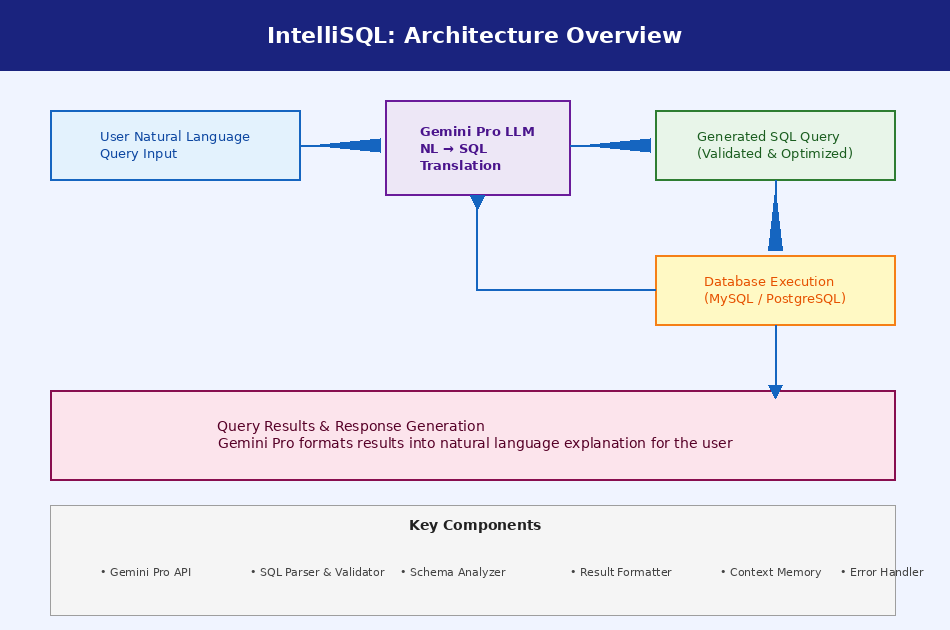 IntelliSQL: Architecture Overview
User Natural Language
Query Input
Gemini Pro LLM
NL → SQL
Translation
Generated SQL Query
(Validated & Optimized)
Database Execution
(MySQL / PostgreSQL)
Query Results & Response Generation
Gemini Pro formats results into natural language explanation for the user
Key Components
• Gemini Pro API • SQL Parser & Validator • Schema Analyzer • Result Formatter • Context Memory • Error Handler